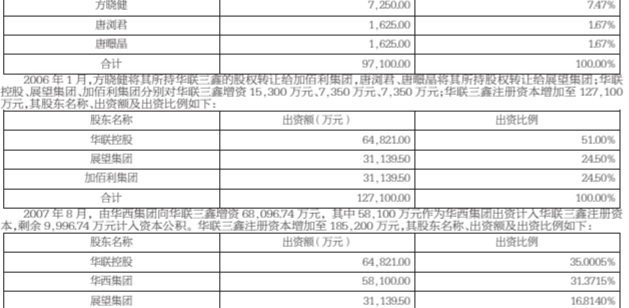 方晓健 7,250.00 7.47%
唐浏君 1,625.00 1.67%
唐曝晶 1,625.00 1.67%
合计 97,100.00 100.00%
2006 年 1 月,方晓健将其所持华联三鑫的股权转让给加佰利集团,唐浏君、唐曝晶将其所持股权转让给展望集团;华联
控股、展望集团、加佰利集团分别对华联三鑫增资 15,300 万元、7,350 万元、7,350 万元;华联三鑫注册资本增加至 127,100
万元,其股东名称、出资额及出资比例如下:
股东名称 出资额(万元) 出资比例
华联控股 64,821.00 51.00%
展望集团 31,139.50 24.50%
加佰利集团 31,139.50 24.50%
合计 127,100.00 100.00%
2007 年 8 月, 由华西集团向华联三鑫增资 68,096.74 万元, 其中 58,100 万元作为华西集团出资计入华联三鑫注册资
本,剩余 9,996.74 万元计入资本公积。华联三鑫注册资本增加至 185,200 万元,其股东名称、出资额及出资比例如下:
股东名称 出资额(万元) 出资比例
华联控股 64,821.00 35.0005%
华西集团 58,100.00 31.3715%
展望集团 31,139.50 16.8140%